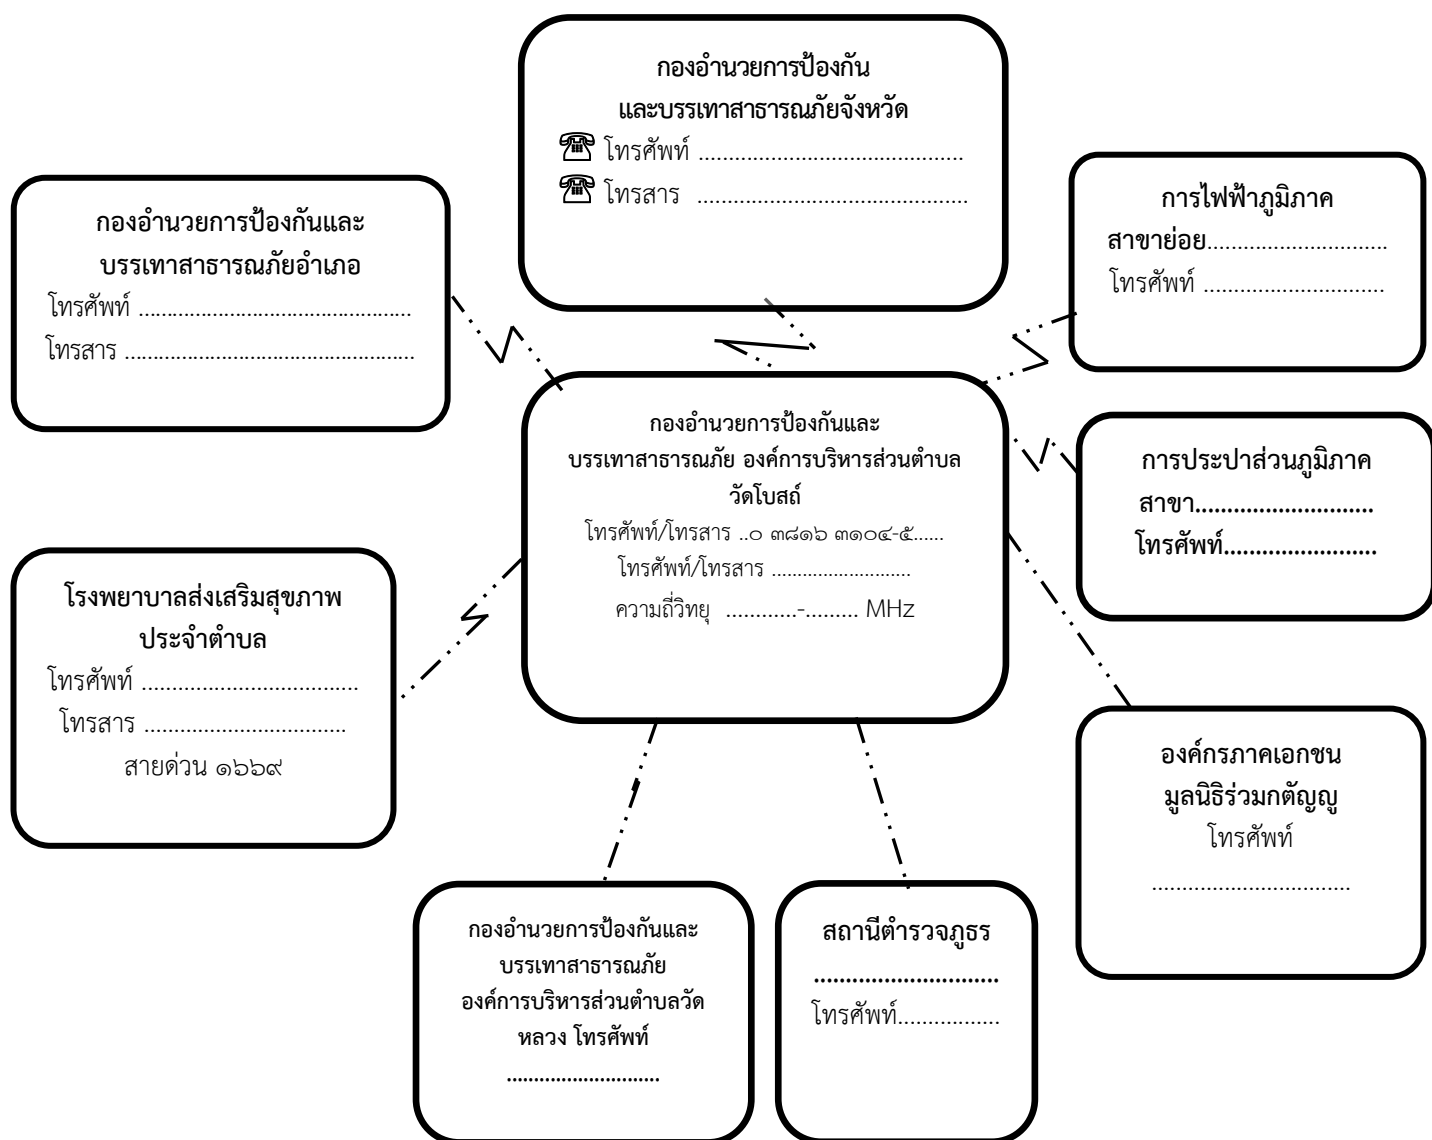 กองอำนวยการป้องกัน
และบรรเทาสาธารณภัยจังหวัด
โทรศัพท์ ............................................
โทรสาร .............................................
กองอำนวยการป้องกันและ
บรรเทาสาธารณภัยอำเภอ
โทรศัพท์ .............................................
โทรสาร ................................................
การไฟฟ้าภูมิภาค
สาขาย่อย..............................
โทรศัพท์ ..............................
กองอำนวยการป้องกันและ
บรรเทาสาธารณภัย องค์การบริหารส่วนตำบล
วัดโบสถ์
โทรศัพท์/โทรสาร ..๐ ๓๘๑๖ ๓๑๐๔-๕......
โทรศัพท์/โทรสาร ............................
ความถี่วิทยุ ............-......... MHz
การประปาส่วนภูมิภาค
สาขา.............................
โทรศัพท์.........................
โรงพยาบาลส่งเสริมสุขภาพ
ประจำตำบล
โทรศัพท์ ....................................
โทรสาร ..................................
สายด่วน ๑๖๖๙
องค์กรภาคเอกชน
มูลนิธิร่วมกตัญญู
โทรศัพท์
.................................
กองอำนวยการป้องกันและ
บรรเทาสาธารณภัย
องค์การบริหารส่วนตำบลวัด
หลวง โทรศัพท์
............................
สถานีตำรวจภูธร
.............................
โทรศัพท์.................